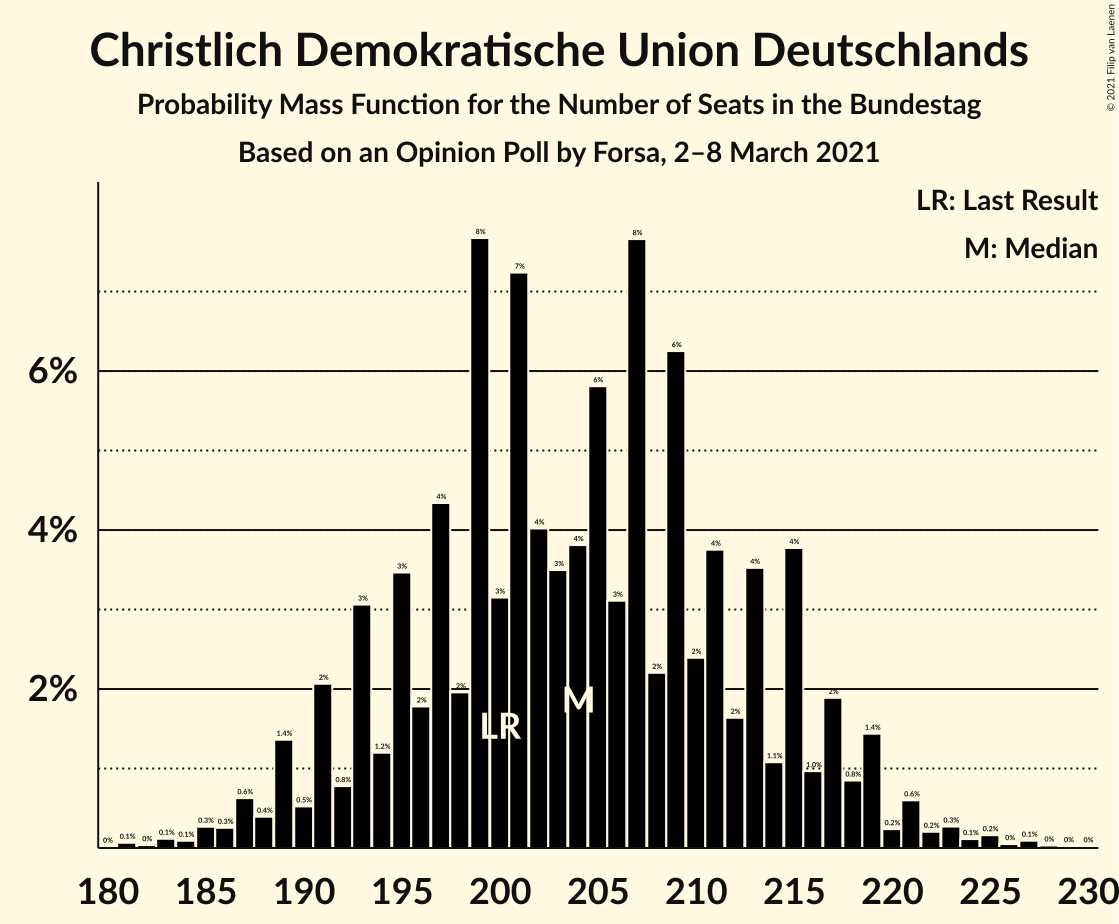 Christlich Demokratische Union Deutschlands
Probability Mass Function for the Number of Seats in the Bundestag
Based on an Opinion Poll by Forsa, 2–8 March 2021
© 2021 Filip van Laenen
LR: Last Result
M: Median
6%
4%
2%
0% 0.1% 0% 0.1% 0.1% 0.3% 0.3% 0.6% 0.4% 1.4% 0.5% 2% 0.8% 3% 1.2% 3% 2% 4% 2% 8% 3% 7% 4% 3% 4% 6% 3% 8% 2% 6% 2% 4% 2% 4% 1.1% 4% 1.0% 2% 0.8% 1.4% 0.2% 0.6% 0.2% 0.3% 0.1% 0.2% 0% 0.1% 0% 0% 0%
LR
M
180 185 190 195 200 205 210 215 220 225 230